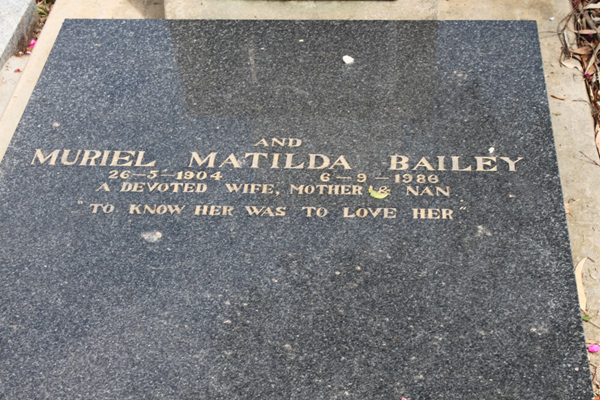 AND
MURIEL MATILDA BAILEY
26-5-1904 6-9-1986
A DEVOTED WIFE, MOTHER & NAN
"TO KNOW HER WAS TO LOVE HER"